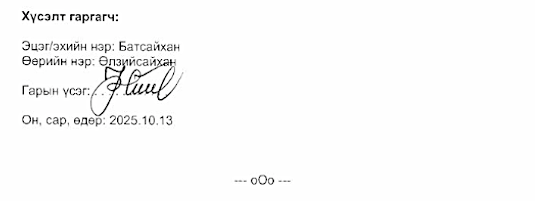 Хүсэлт гаргагч:
Эцэг/эхийн нэр: Батсайхан
Өөрийн нэр: Өлзийсайхан
Гарын үсэг: . . . . .
Он, сар, өдөр: 2025.10.13
--- oOo ---